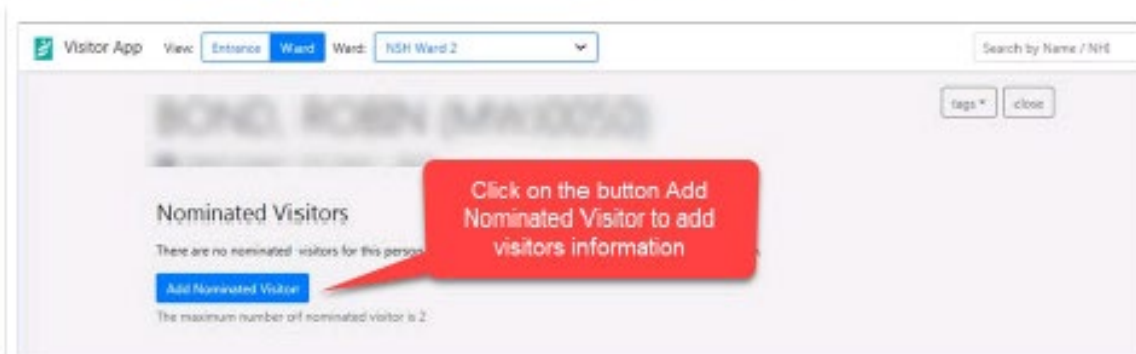 Visitor App View: Entrance Ward Ward: NSH Ward 2 Search by Name / NH
tags close
Nominated Visitors
There are no nominated visitors for this person
Add Nominated Visitor
The maximum number of nominated visitor is 2
Click on the button Add
Nominated Visitor to add
visitors information